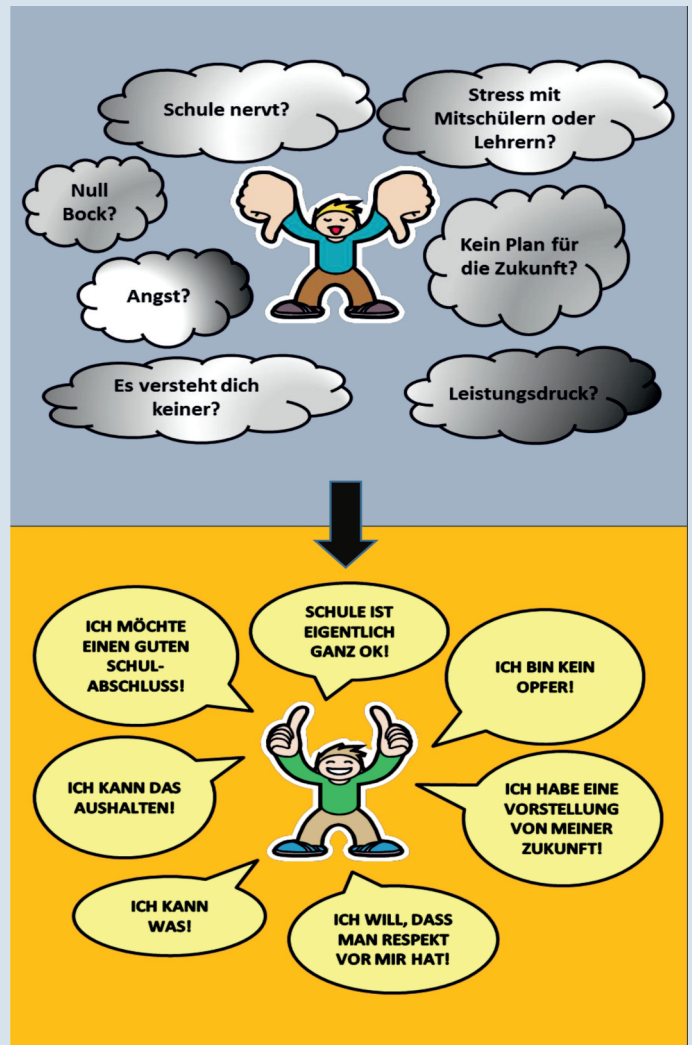 Schule nervt?
Stress mit
Mitschülern oder
Lehrern?
Null
Bock?
Kein Plan für
die Zukunft?
Angst?
Es versteht dich
keiner?
Leistungsdruck?
ICH MÖCHTE
EINEN GUTEN
SCHUL-
ABSCHLUSS!
SCHULE IST
EIGENTLICH
GANZ OK!
ICH BIN KEIN
OPFER!
ICH KANN DAS
AUSHALTEN!
ICH HABE EINE
VORSTELLUNG
VON MEINER
ZUKUNFT!
ICH KANN
WAS!
ICH WILL, DASS
MAN RESPEKT
VOR MIR HAT!